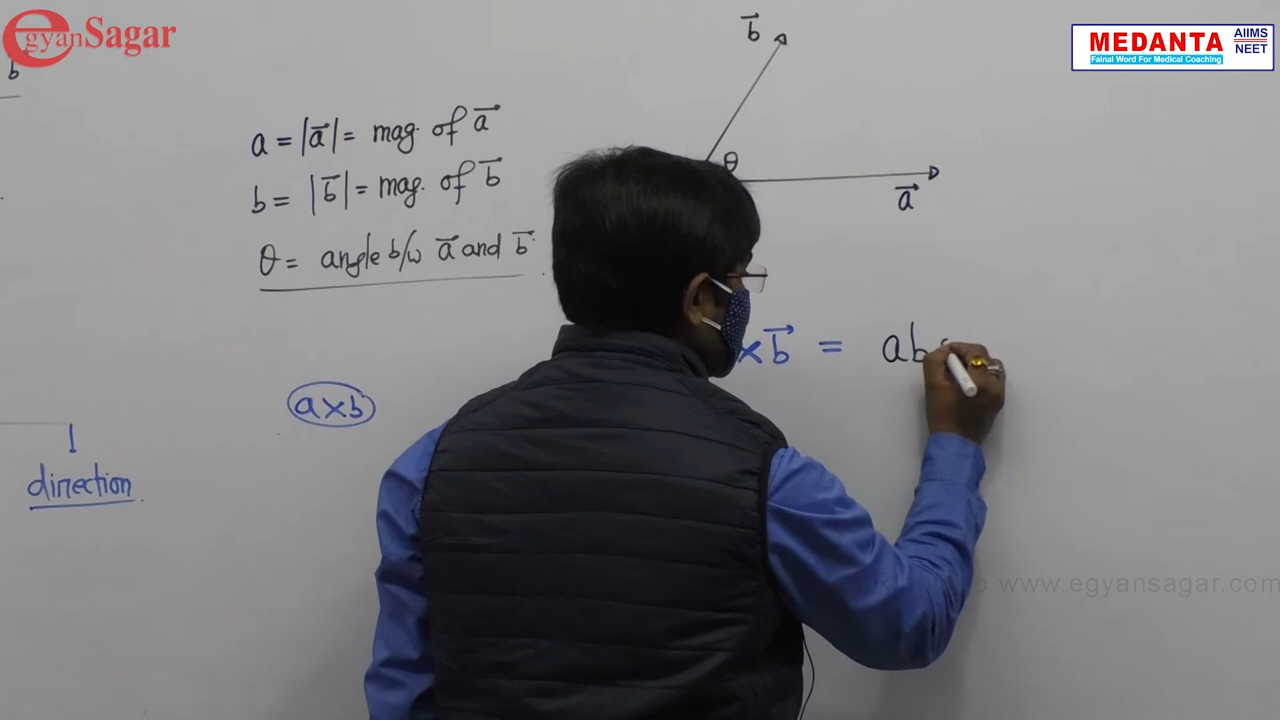 egyanSagar
MEDANTA AIIMS NEET
Fainal Word For Medical Coaching
b
b⃗
θ
a⃗
a = |a⃗| = mag. of a⃗
b = |b⃗| = mag. of b⃗
θ = angle b/w a⃗ and b⃗
×b⃗ = ab
a×b
direction
www.egyansagar.com